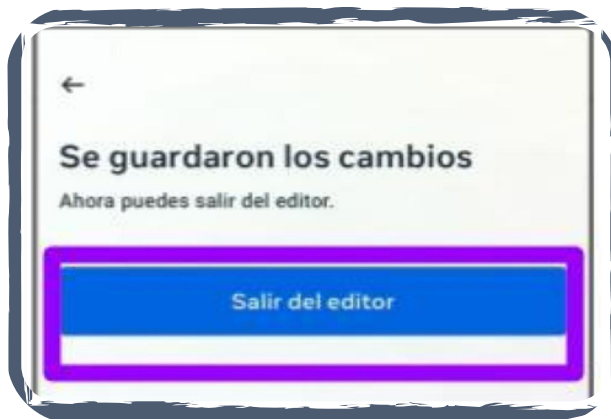 Se guardaron los cambios
Ahora puedes salir del editor.
Salir del editor